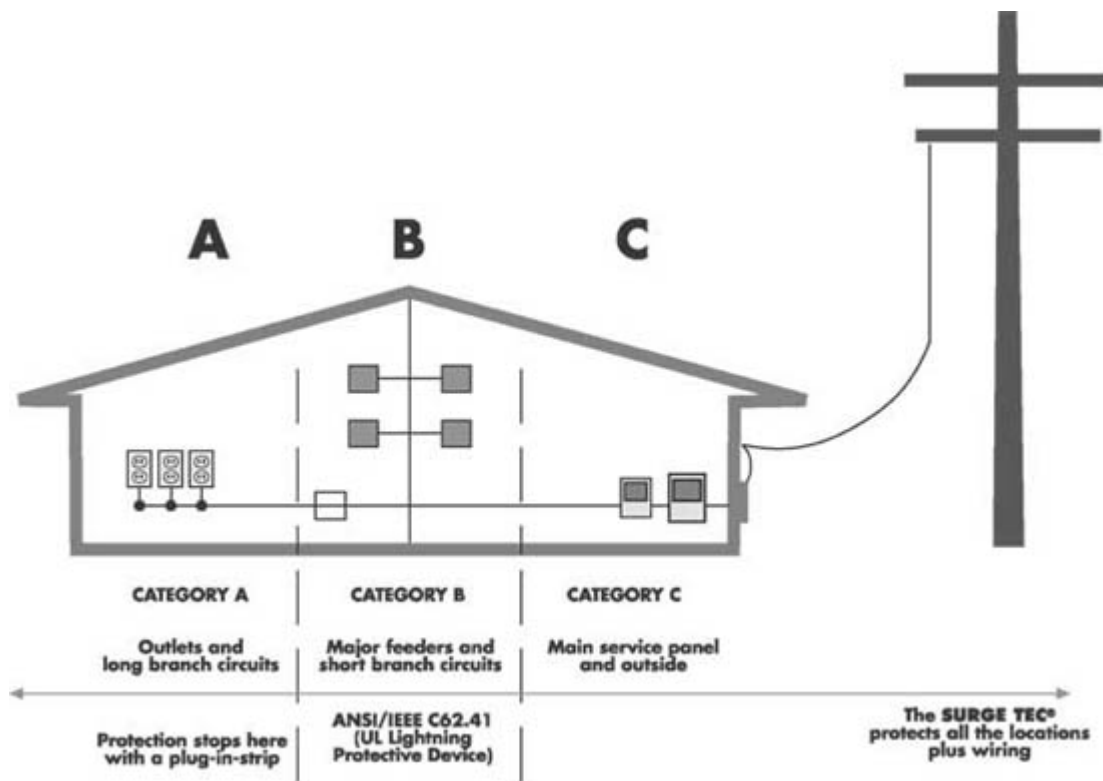 A
B
C
CATEGORY A
CATEGORY B
CATEGORY C
Outlets and
long branch circuits
Major feeders and
short branch circuits
Main service panel
and outside
Protection stops here
with a plug-in-strip
ANSI/IEEE C62.41
(UL Lightning
Protective Device)
The SURGE TEC®
protects all the locations
plus wiring